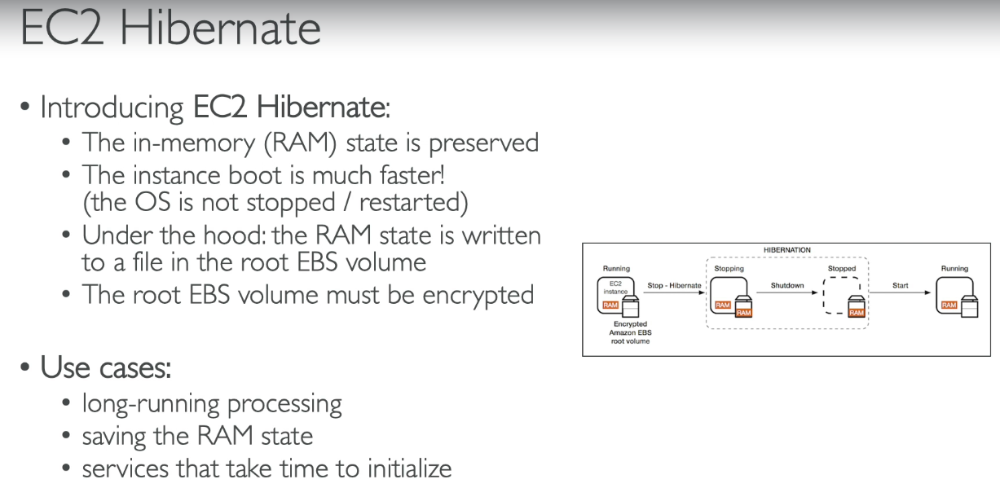 EC2 Hibernate
• Introducing EC2 Hibernate:
• The in-memory (RAM) state is preserved
• The instance boot is much faster!
(the OS is not stopped / restarted)
• Under the hood: the RAM state is written
to a file in the root EBS volume
• The root EBS volume must be encrypted
• Use cases:
• long-running processing
• saving the RAM state
• services that take time to initialize
HIBERNATION
Running
Stopping
Stopped
Running
EC2
instance
RAM
Stop - Hibernate
RAM
RAM
Shutdown
RAM
Start
RAM
Encrypted
Amazon EBS
root volume